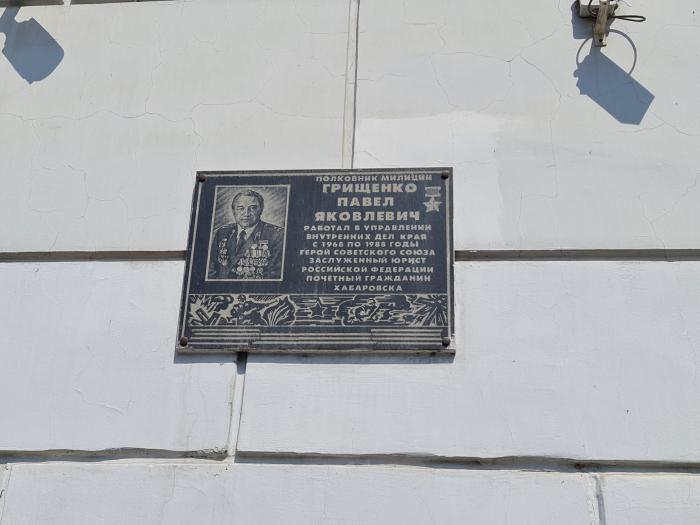 ПОЛКОВНИК МИЛИЦИИ
ГРИЩЕНКО
ПАВЕЛ
ЯКОВЛЕВИЧ
РАБОТАЛ В УПРАВЛЕНИИ
ВНУТРЕННИХ ДЕЛ КРАЯ
С 1968 ПО 1988 ГОДЫ
ГЕРОЙ СОВЕТСКОГО СОЮЗА
ЗАСЛУЖЕННЫЙ ЮРИСТ
РОССИЙСКОЙ ФЕДЕРАЦИИ
ПОЧЕТНЫЙ ГРАЖДАНИН
ХАБАРОВСКА